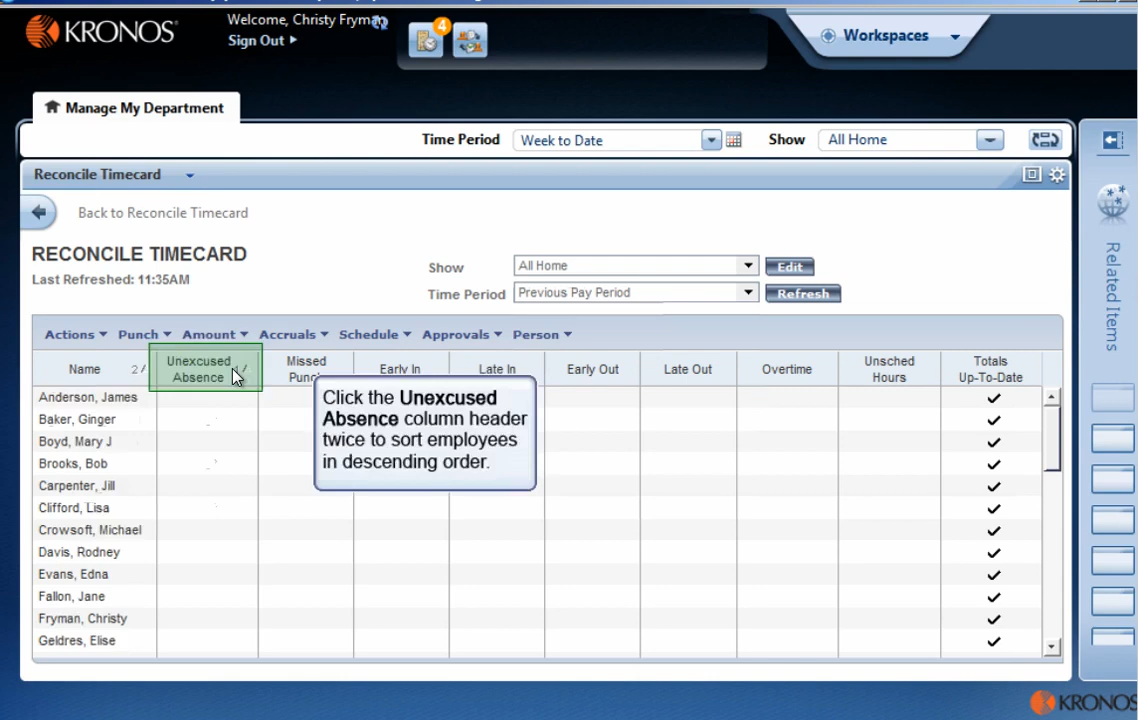 KRONOS
Welcome, Christy Fryman
Sign Out
4
Workspaces
Manage My Department
Time Period Week to Date Show All Home
Reconcile Timecard
Back to Reconcile Timecard
RECONCILE TIMECARD
Last Refreshed: 11:35AM
Show All Home Edit
Time Period Previous Pay Period Refresh
Related Items
Actions Punch Amount Accruals Schedule Approvals Person
Name 2/ Unexcused Absence Missed Early In Late In Early Out Late Out Overtime Unsched Hours Totals Up-To-Date
Click the Unexcused
Absence column header
twice to sort employees
in descending order.
Anderson, James
Baker, Ginger
Boyd, Mary J
Brooks, Bob
Carpenter, Jill
Clifford, Lisa
Crowsoft, Michael
Davis, Rodney
Evans, Edna
Fallon, Jane
Fryman, Christy
Geldres, Elise
KRONOS